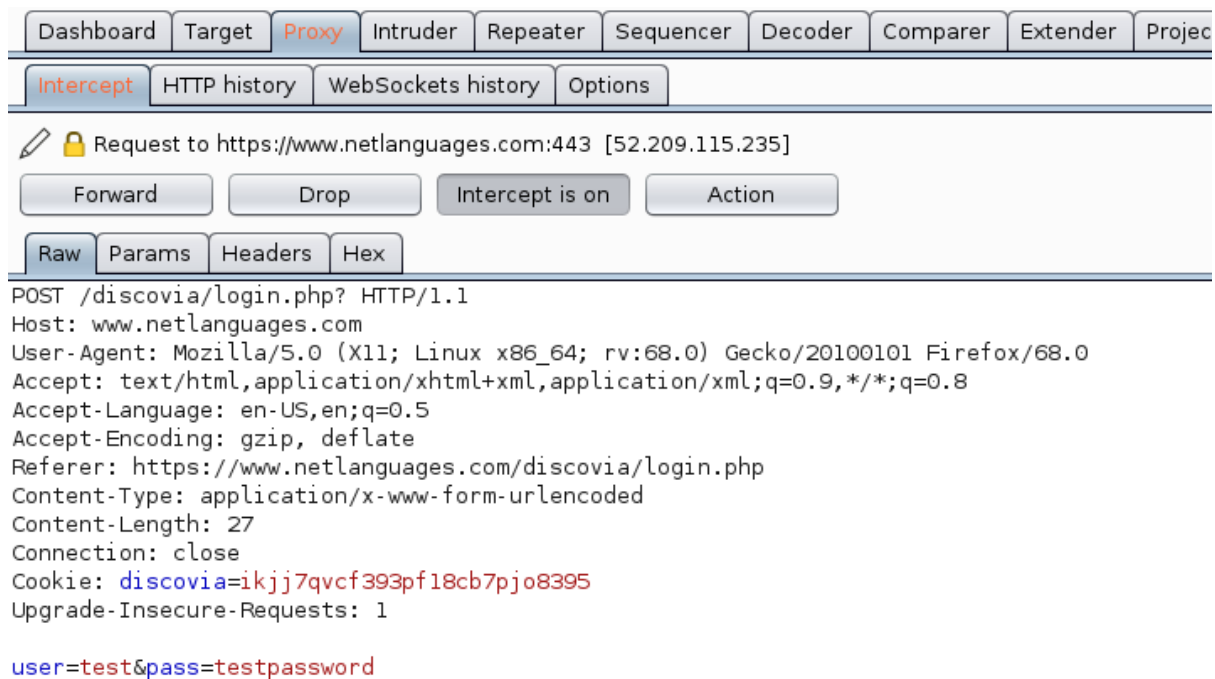 Dashboard Target Proxy Intruder Repeater Sequencer Decoder Comparer Extender Projec
Intercept HTTP history WebSockets history Options
Request to https://www.netlanguages.com:443 [52.209.115.235]
Forward Drop Intercept is on Action
Raw Params Headers Hex
POST /discovia/login.php? HTTP/1.1
Host: www.netlanguages.com
User-Agent: Mozilla/5.0 (X11; Linux x86_64; rv:68.0) Gecko/20100101 Firefox/68.0
Accept: text/html,application/xhtml+xml,application/xml;q=0.9,*/*;q=0.8
Accept-Language: en-US,en;q=0.5
Accept-Encoding: gzip, deflate
Referer: https://www.netlanguages.com/discovia/login.php
Content-Type: application/x-www-form-urlencoded
Content-Length: 27
Connection: close
Cookie: discovia=ikjj7qvcf393pf18cb7pjo8395
Upgrade-Insecure-Requests: 1
user=test&pass=testpassword